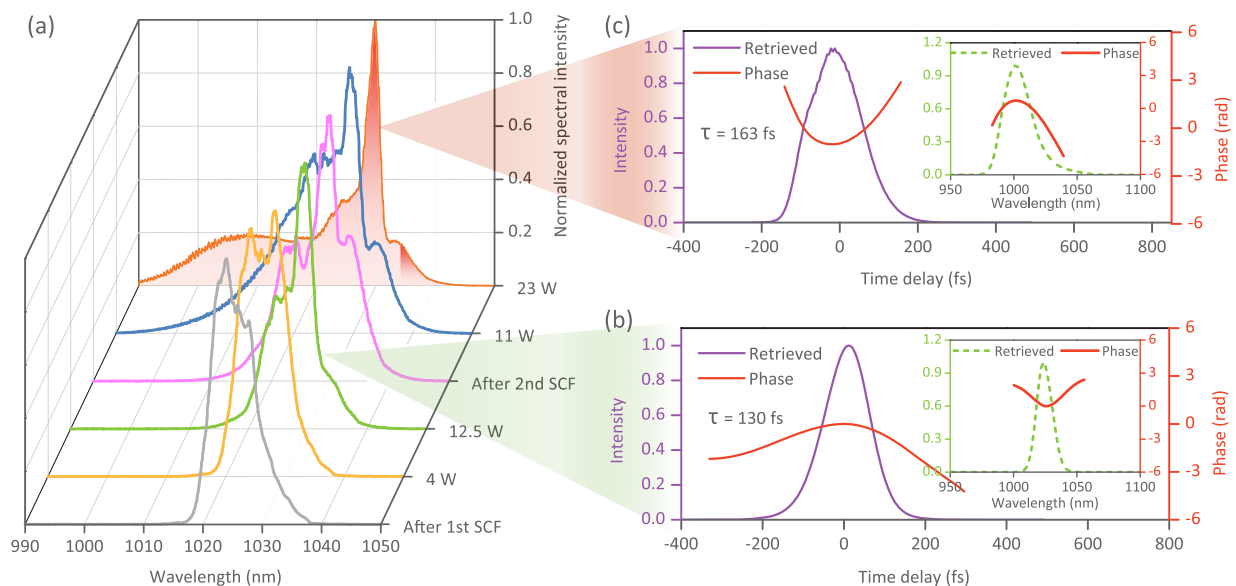 (a)
1.0
0.8
0.6
0.4
0.2
Normalized spectral intensity
23 W
11 W
After 2nd SCF
12.5 W
4 W
After 1st SCF
990 1000 1010 1020 1030 1040 1050
Wavelength (nm)
(c)
1.0
0.8
0.6
0.4
0.2
0.0
Intensity
Retrieved
Phase
τ = 163 fs
-400 -200 0 200 400 600 800
Time delay (fs)
6
3
0
-3
-6
Phase (rad)
1.2
0.9
0.6
0.3
0.0
Retrieved Phase
6
3
0
-3
-6
950 1000 1050 1100
Wavelength (nm)
(b)
1.0
0.8
0.6
0.4
0.2
0.0
Intensity
Retrieved
Phase
τ = 130 fs
-400 -200 0 200 400 600 800
Time delay (fs)
6
3
0
-3
-6
Phase (rad)
1.2
0.9
0.6
0.3
0.0
Retrieved Phase
6
3
0
-3
-6
950 1000 1050 1100
Wavelength (nm)